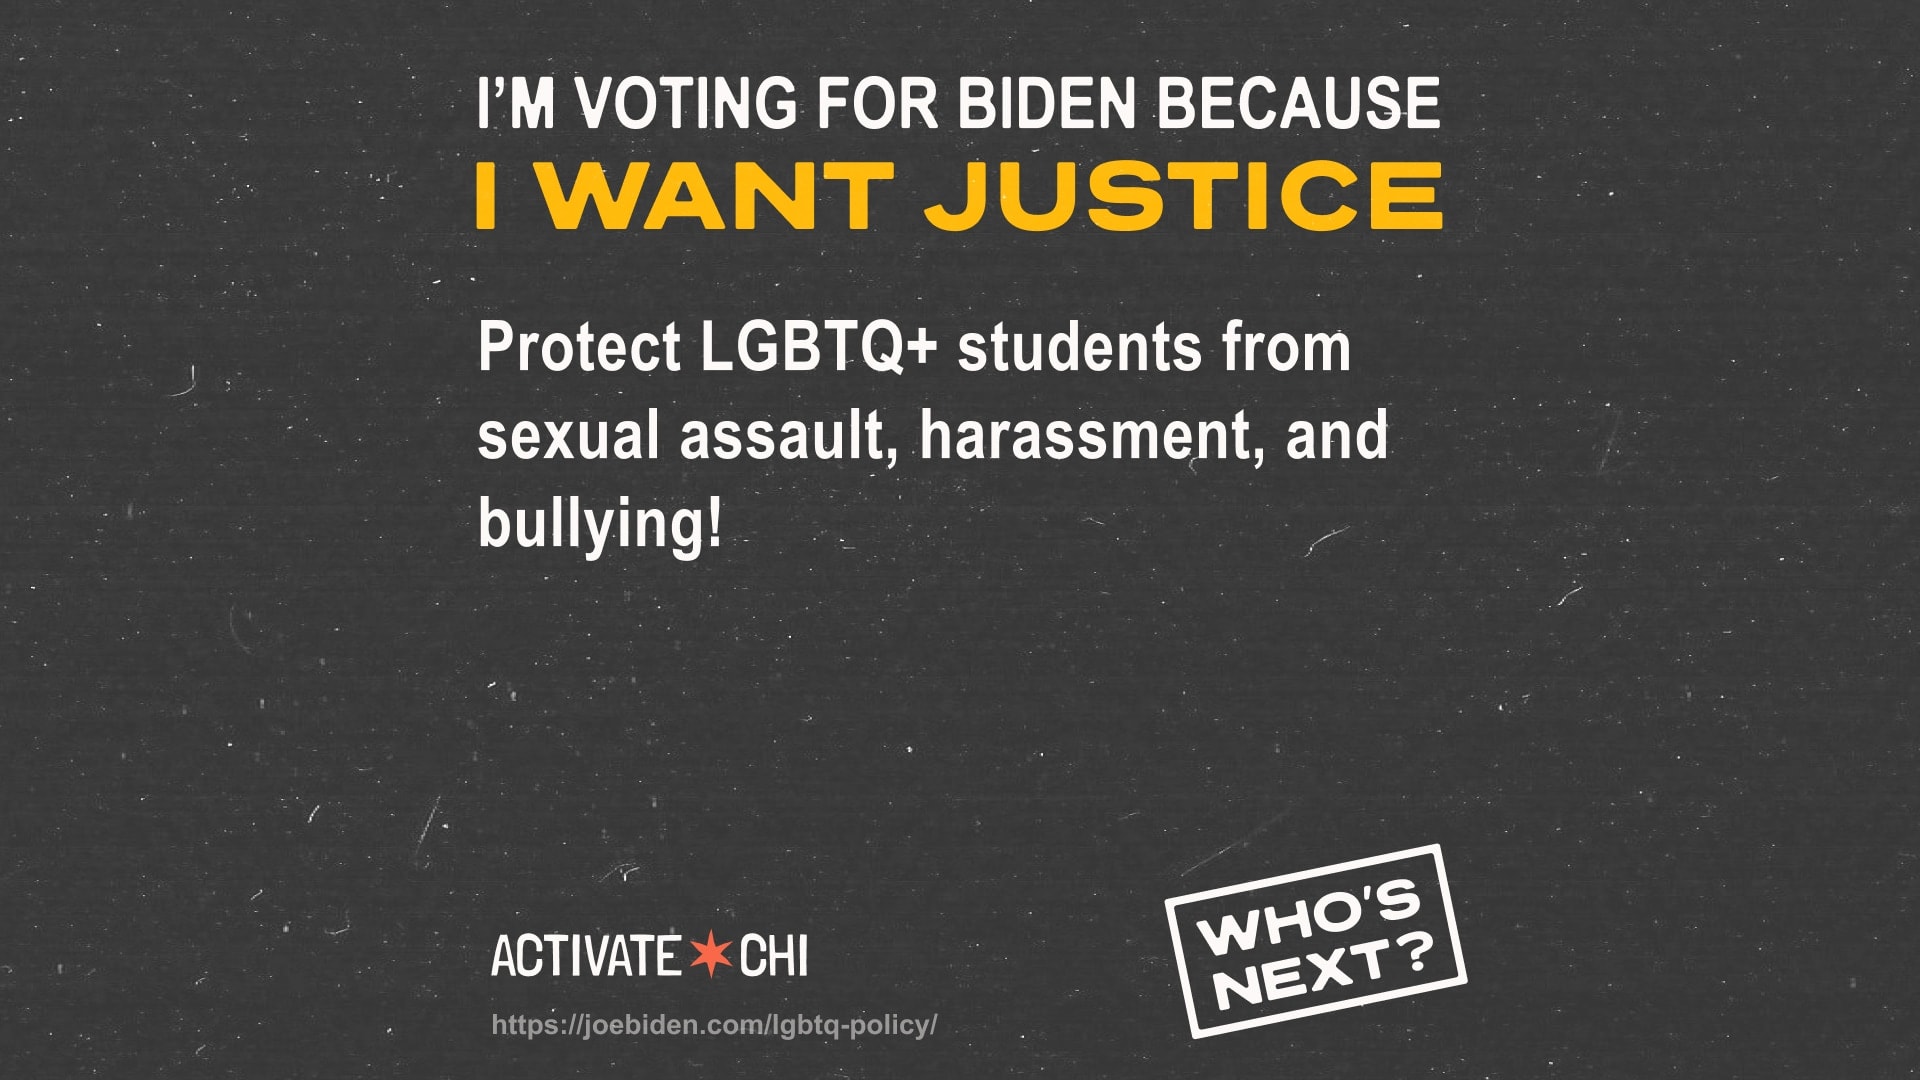 I’M VOTING FOR BIDEN BECAUSE
I WANT JUSTICE
Protect LGBTQ+ students from
sexual assault, harassment, and
bullying!
ACTIVATE CHI
https://joebiden.com/lgbtq-policy/
WHO’S
NEXT?